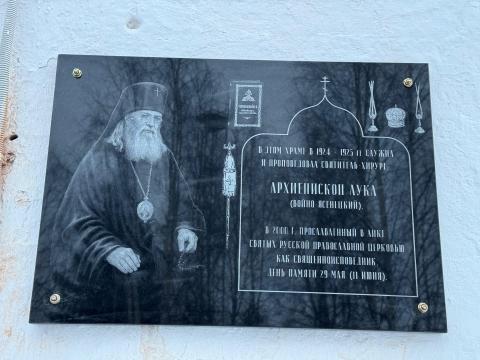 В ЭТОМ ХРАМЕ В 1924 - 1925 гг. СЛУЖИЛ
И ПРОПОВЕДОВАЛ СВЯТИТЕЛЬ-ХИРУРГ
АРХИЕПИСКОП ЛУКА
(ВОЙНО ЯСЕНЕЦКИЙ).
В 2000 г. ПРОСЛАВЛЕННЫЙ В ЛИКЕ
СВЯТЫХ РУССКОЙ ПРАВОСЛАВНОЙ ЦЕРКОВЬЮ
КАК СВЯЩЕННОИСПОВЕДНИК.
ДЕНЬ ПАМЯТИ 29 МАЯ (11 ИЮНЯ).